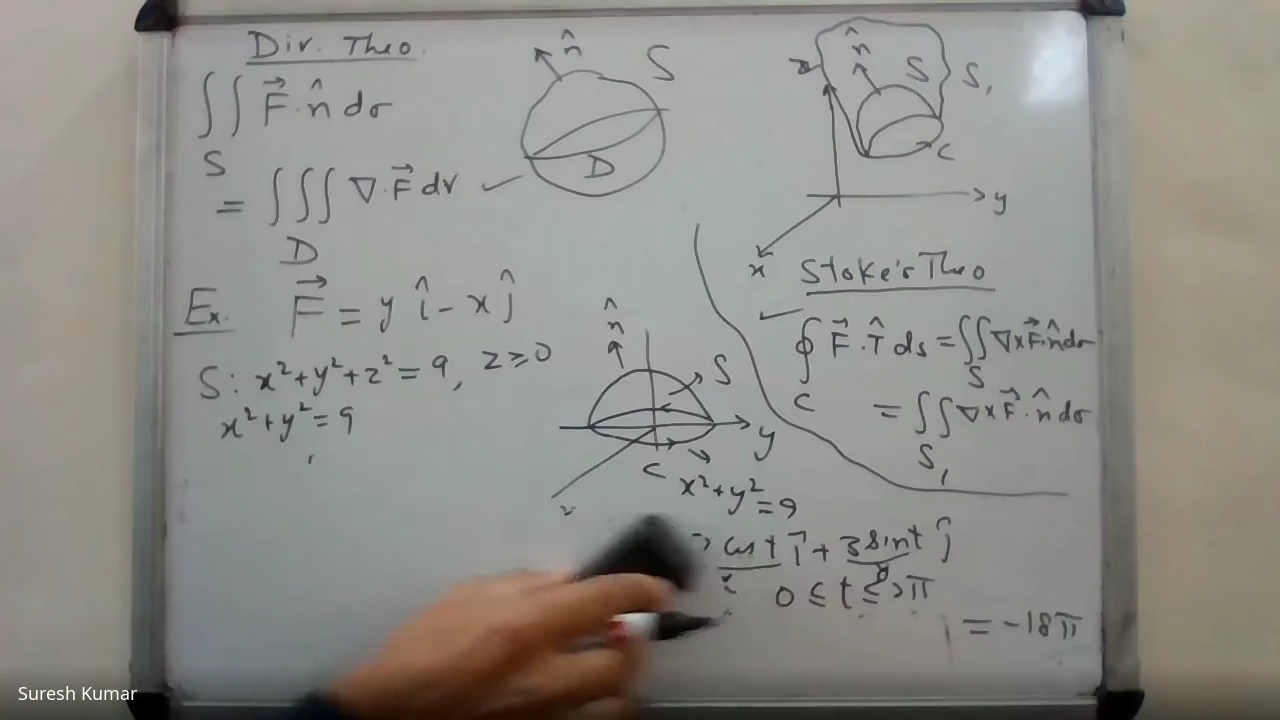 Div. Theo.
∬ F⃗·n̂ dσ
S
= ∭ ∇·F⃗ dv ✓
D
n̂ S
D
z n̂ S S₁
C
y
x
Stoke's Theo
✓ ∮ F⃗·T̂ ds = ∬ ∇×F⃗·n̂ dσ
C S
= ∬ ∇×F⃗·n̂ dσ
S₁
Ex. F⃗ = y î - x ĵ
S: x²+y²+z² = 9, z≥0
x²+y² = 9
n̂
S
y
C x²+y² = 9
cos t î + 3 sin t ĵ
0 ≤ t ≤ 2π
= -18π
Suresh Kumar